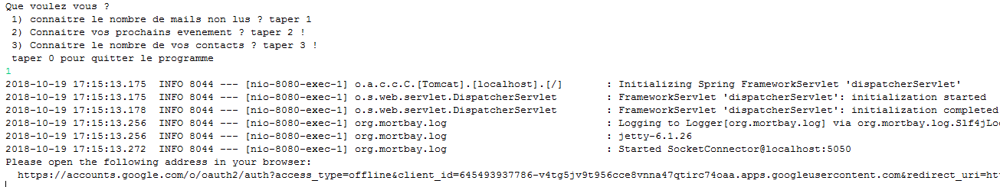 Que voulez vous ?
 1) connaitre le nombre de mails non lus ? taper 1
 2) Connaitre vos prochains evenement ? taper 2 !
 3) Connaitre le nombre de vos contacts ? taper 3 !
 taper 0 pour quitter le programme
1
2018-10-19 17:15:13.175  INFO 8044 --- [nio-8080-exec-1] o.a.c.c.C.[Tomcat].[localhost].[/]       : Initializing Spring FrameworkServlet 'dispatcherServlet'
2018-10-19 17:15:13.175  INFO 8044 --- [nio-8080-exec-1] o.s.web.servlet.DispatcherServlet        : FrameworkServlet 'dispatcherServlet': initialization started
2018-10-19 17:15:13.178  INFO 8044 --- [nio-8080-exec-1] o.s.web.servlet.DispatcherServlet        : FrameworkServlet 'dispatcherServlet': initialization completed
2018-10-19 17:15:13.256  INFO 8044 --- [nio-8080-exec-1] org.mortbay.log                          : Logging to Logger[org.mortbay.log] via org.mortbay.log.Slf4jLo
2018-10-19 17:15:13.256  INFO 8044 --- [nio-8080-exec-1] org.mortbay.log                          : jetty-6.1.26
2018-10-19 17:15:13.272  INFO 8044 --- [nio-8080-exec-1] org.mortbay.log                          : Started SocketConnector@localhost:5050
Please open the following address in your browser:
  https://accounts.google.com/o/oauth2/auth?access_type=offline&client_id=645493937786-v4tg5jv9t956cce8vnna47qtirc74oaa.apps.googleusercontent.com&redirect_uri=ht